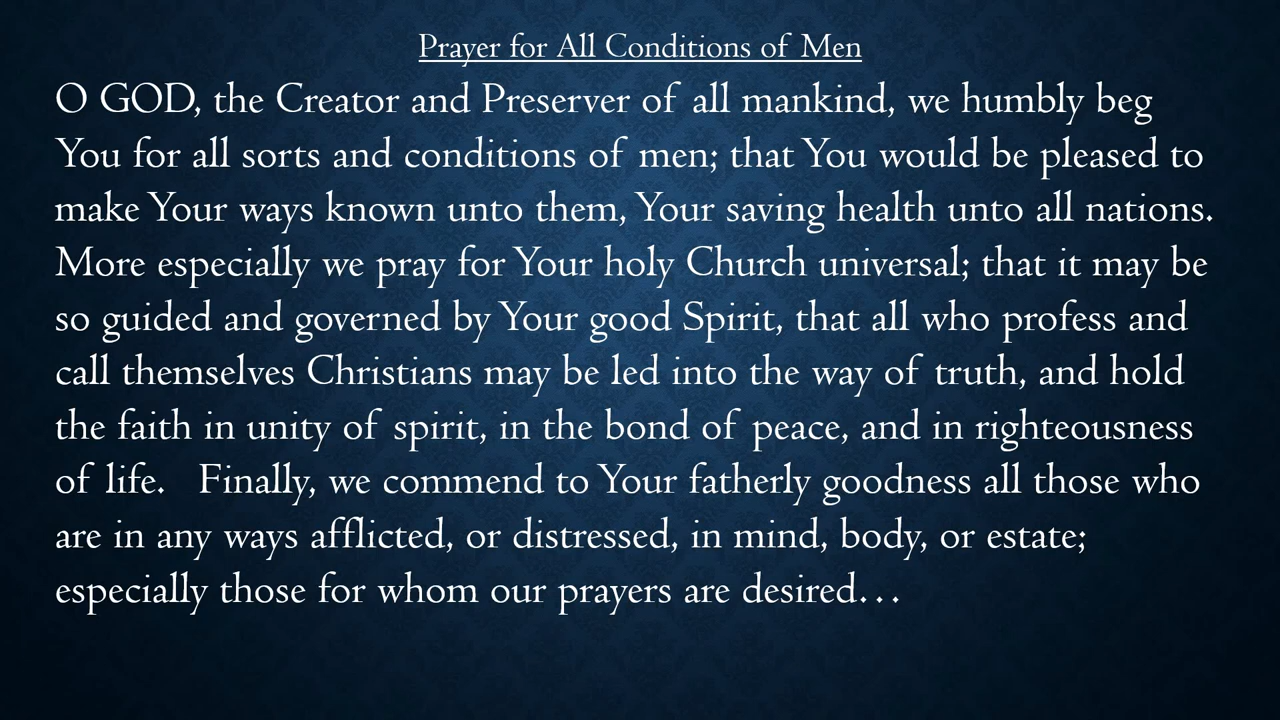 Prayer for All Conditions of Men
O GOD, the Creator and Preserver of all mankind, we humbly beg
You for all sorts and conditions of men; that You would be pleased to
make Your ways known unto them, Your saving health unto all nations.
More especially we pray for Your holy Church universal; that it may be
so guided and governed by Your good Spirit, that all who profess and
call themselves Christians may be led into the way of truth, and hold
the faith in unity of spirit, in the bond of peace, and in righteousness
of life.   Finally, we commend to Your fatherly goodness all those who
are in any ways afflicted, or distressed, in mind, body, or estate;
especially those for whom our prayers are desired…